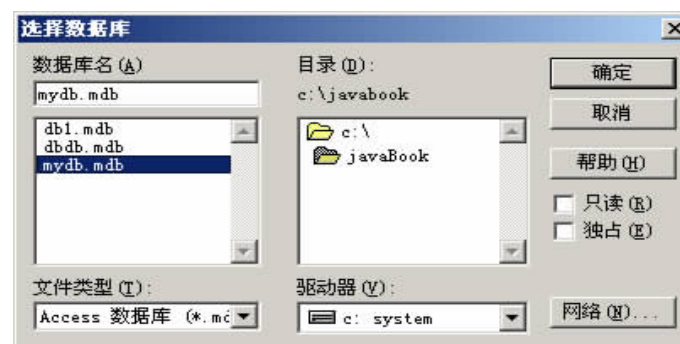 选择数据库
数据库名(A)
mydb.mdb
db1.mdb
dbdb.mdb
mydb.mdb
文件类型(T):
Access 数据库 (*.md
目录(D):
c:\javabook
c:\
javaBook
驱动器(V):
c: system
确定
取消
帮助(H)
只读(R)
独占(E)
网络(N)...